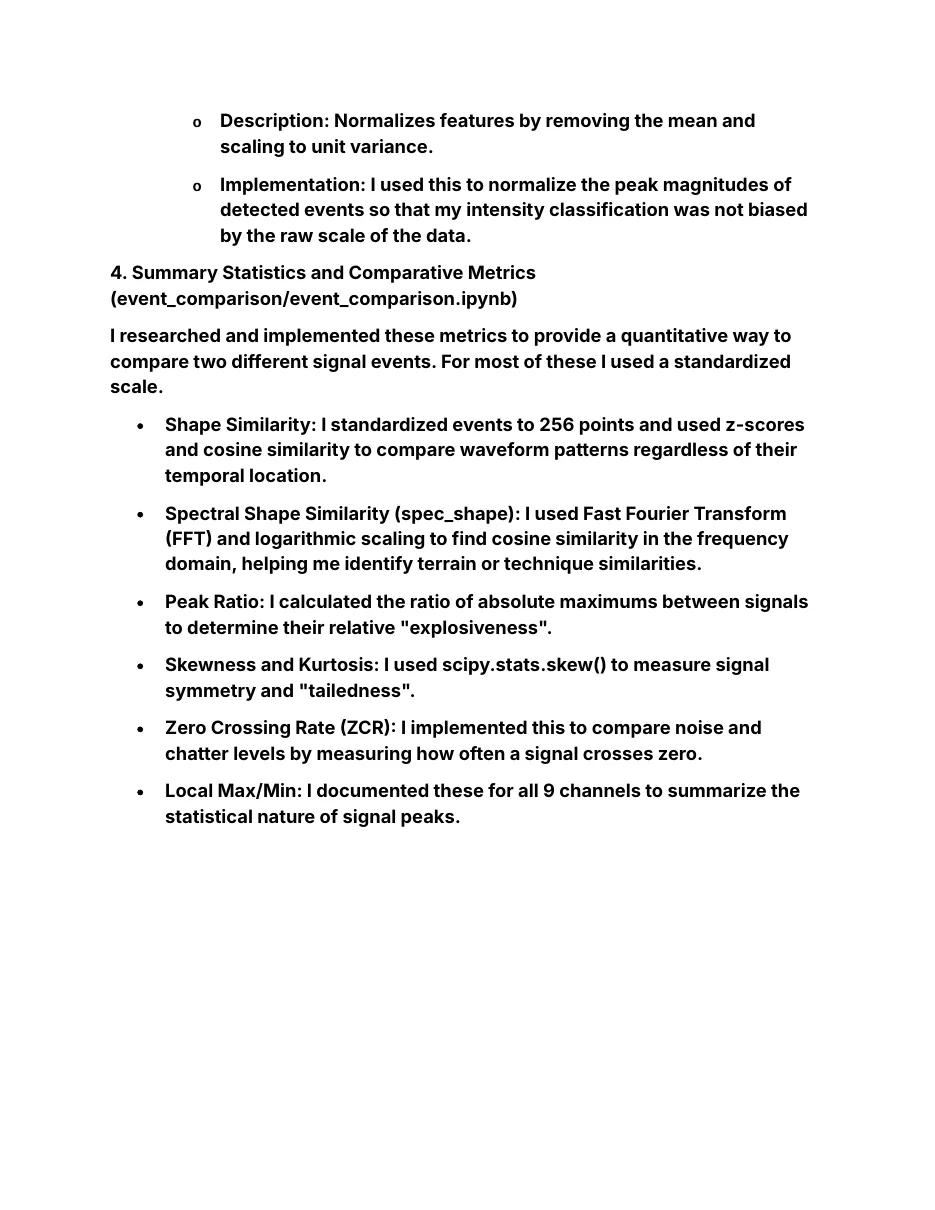 o Description: Normalizes features by removing the mean and
scaling to unit variance.
o Implementation: I used this to normalize the peak magnitudes of
detected events so that my intensity classification was not biased
by the raw scale of the data.
4. Summary Statistics and Comparative Metrics
(event_comparison/event_comparison.ipynb)
I researched and implemented these metrics to provide a quantitative way to
compare two different signal events. For most of these I used a standardized
scale.
• Shape Similarity: I standardized events to 256 points and used z-scores
and cosine similarity to compare waveform patterns regardless of their
temporal location.
• Spectral Shape Similarity (spec_shape): I used Fast Fourier Transform
(FFT) and logarithmic scaling to find cosine similarity in the frequency
domain, helping me identify terrain or technique similarities.
• Peak Ratio: I calculated the ratio of absolute maximums between signals
to determine their relative "explosiveness".
• Skewness and Kurtosis: I used scipy.stats.skew() to measure signal
symmetry and "tailedness".
• Zero Crossing Rate (ZCR): I implemented this to compare noise and
chatter levels by measuring how often a signal crosses zero.
• Local Max/Min: I documented these for all 9 channels to summarize the
statistical nature of signal peaks.